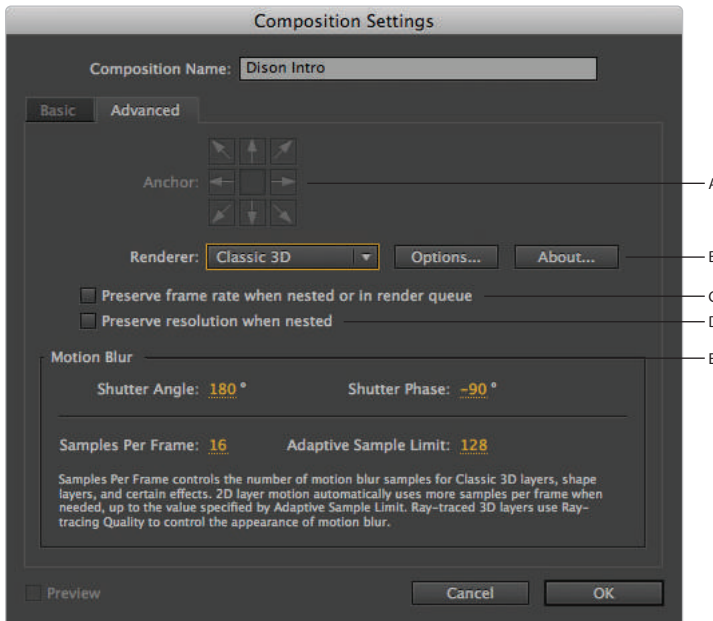 Composition Settings
Composition Name: Dison Intro
Basic Advanced
Anchor: A
Renderer: Classic 3D Options... About...
Preserve frame rate when nested or in render queue
Preserve resolution when nested D
Motion Blur
Shutter Angle: 180 ° Shutter Phase: -90 °
Samples Per Frame: 16 Adaptive Sample Limit: 128
Samples Per Frame controls the number of motion blur samples for Classic 3D layers, shape
layers, and certain effects. 2D layer motion automatically uses more samples per frame when
needed, up to the value specified by Adaptive Sample Limit. Ray-traced 3D layers use Ray-
tracing Quality to control the appearance of motion blur.
Preview Cancel OK